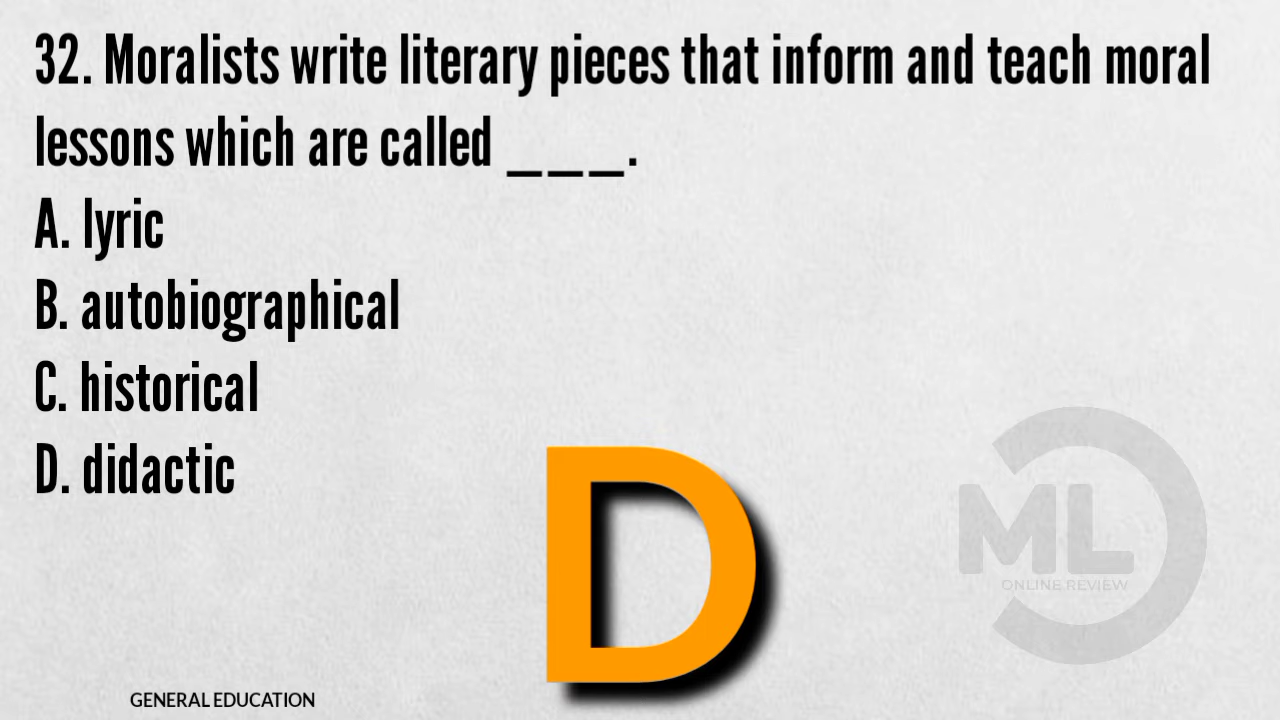 32. Moralists write literary pieces that inform and teach moral
lessons which are called ___.
A. lyric
B. autobiographical
C. historical
D. didactic
D
ML
ONLINE REVIEW
GENERAL EDUCATION